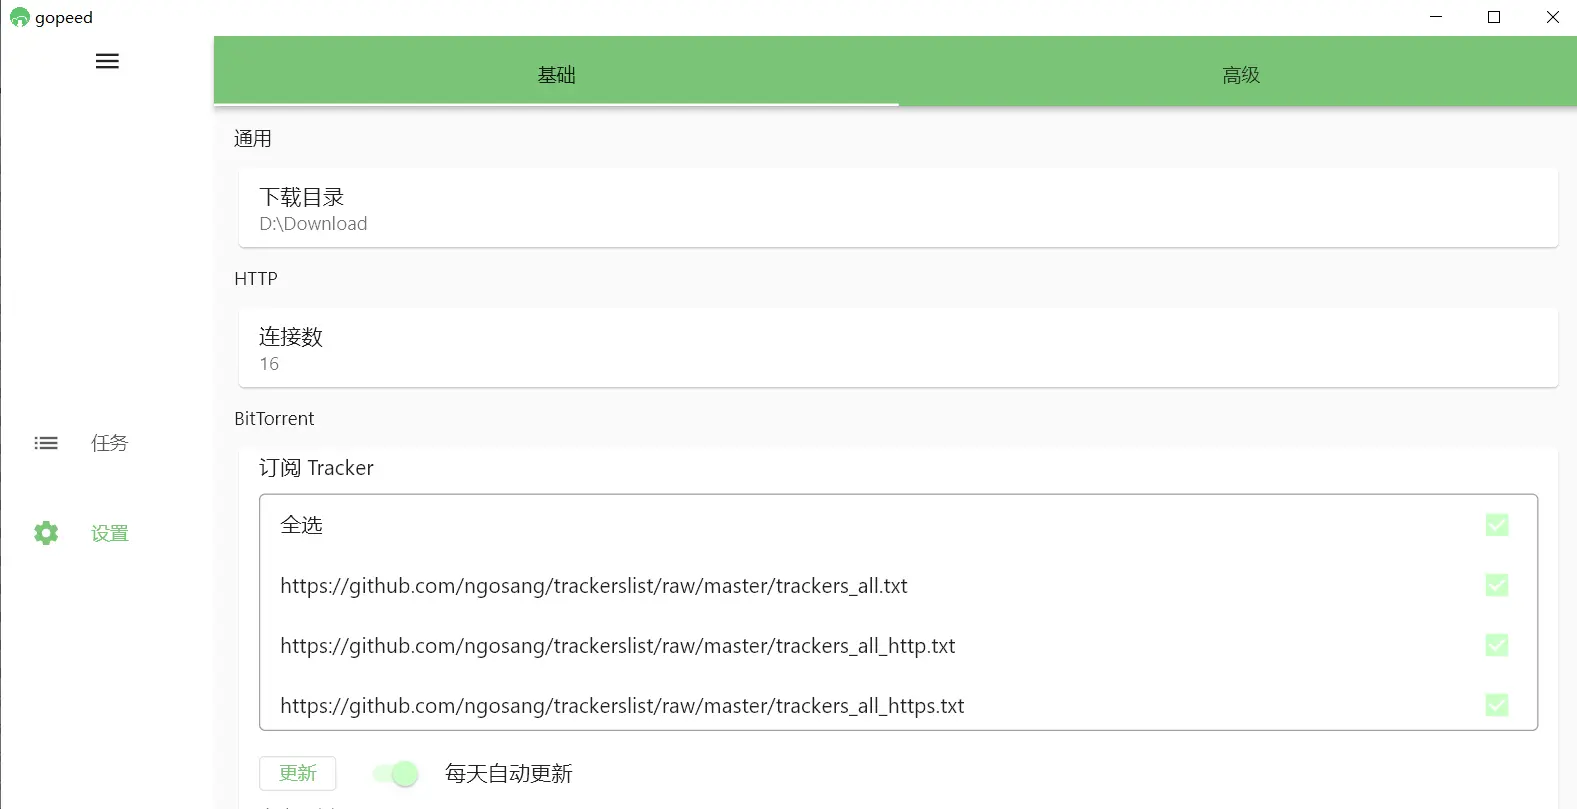 gopeed
基础
高级
通用
下载目录
D:\Download
HTTP
连接数
16
BitTorrent
任务
订阅 Tracker
全选
设置
https://github.com/ngosang/trackerslist/raw/master/trackers_all.txt
https://github.com/ngosang/trackerslist/raw/master/trackers_all_http.txt
https://github.com/ngosang/trackerslist/raw/master/trackers_all_https.txt
更新
每天自动更新